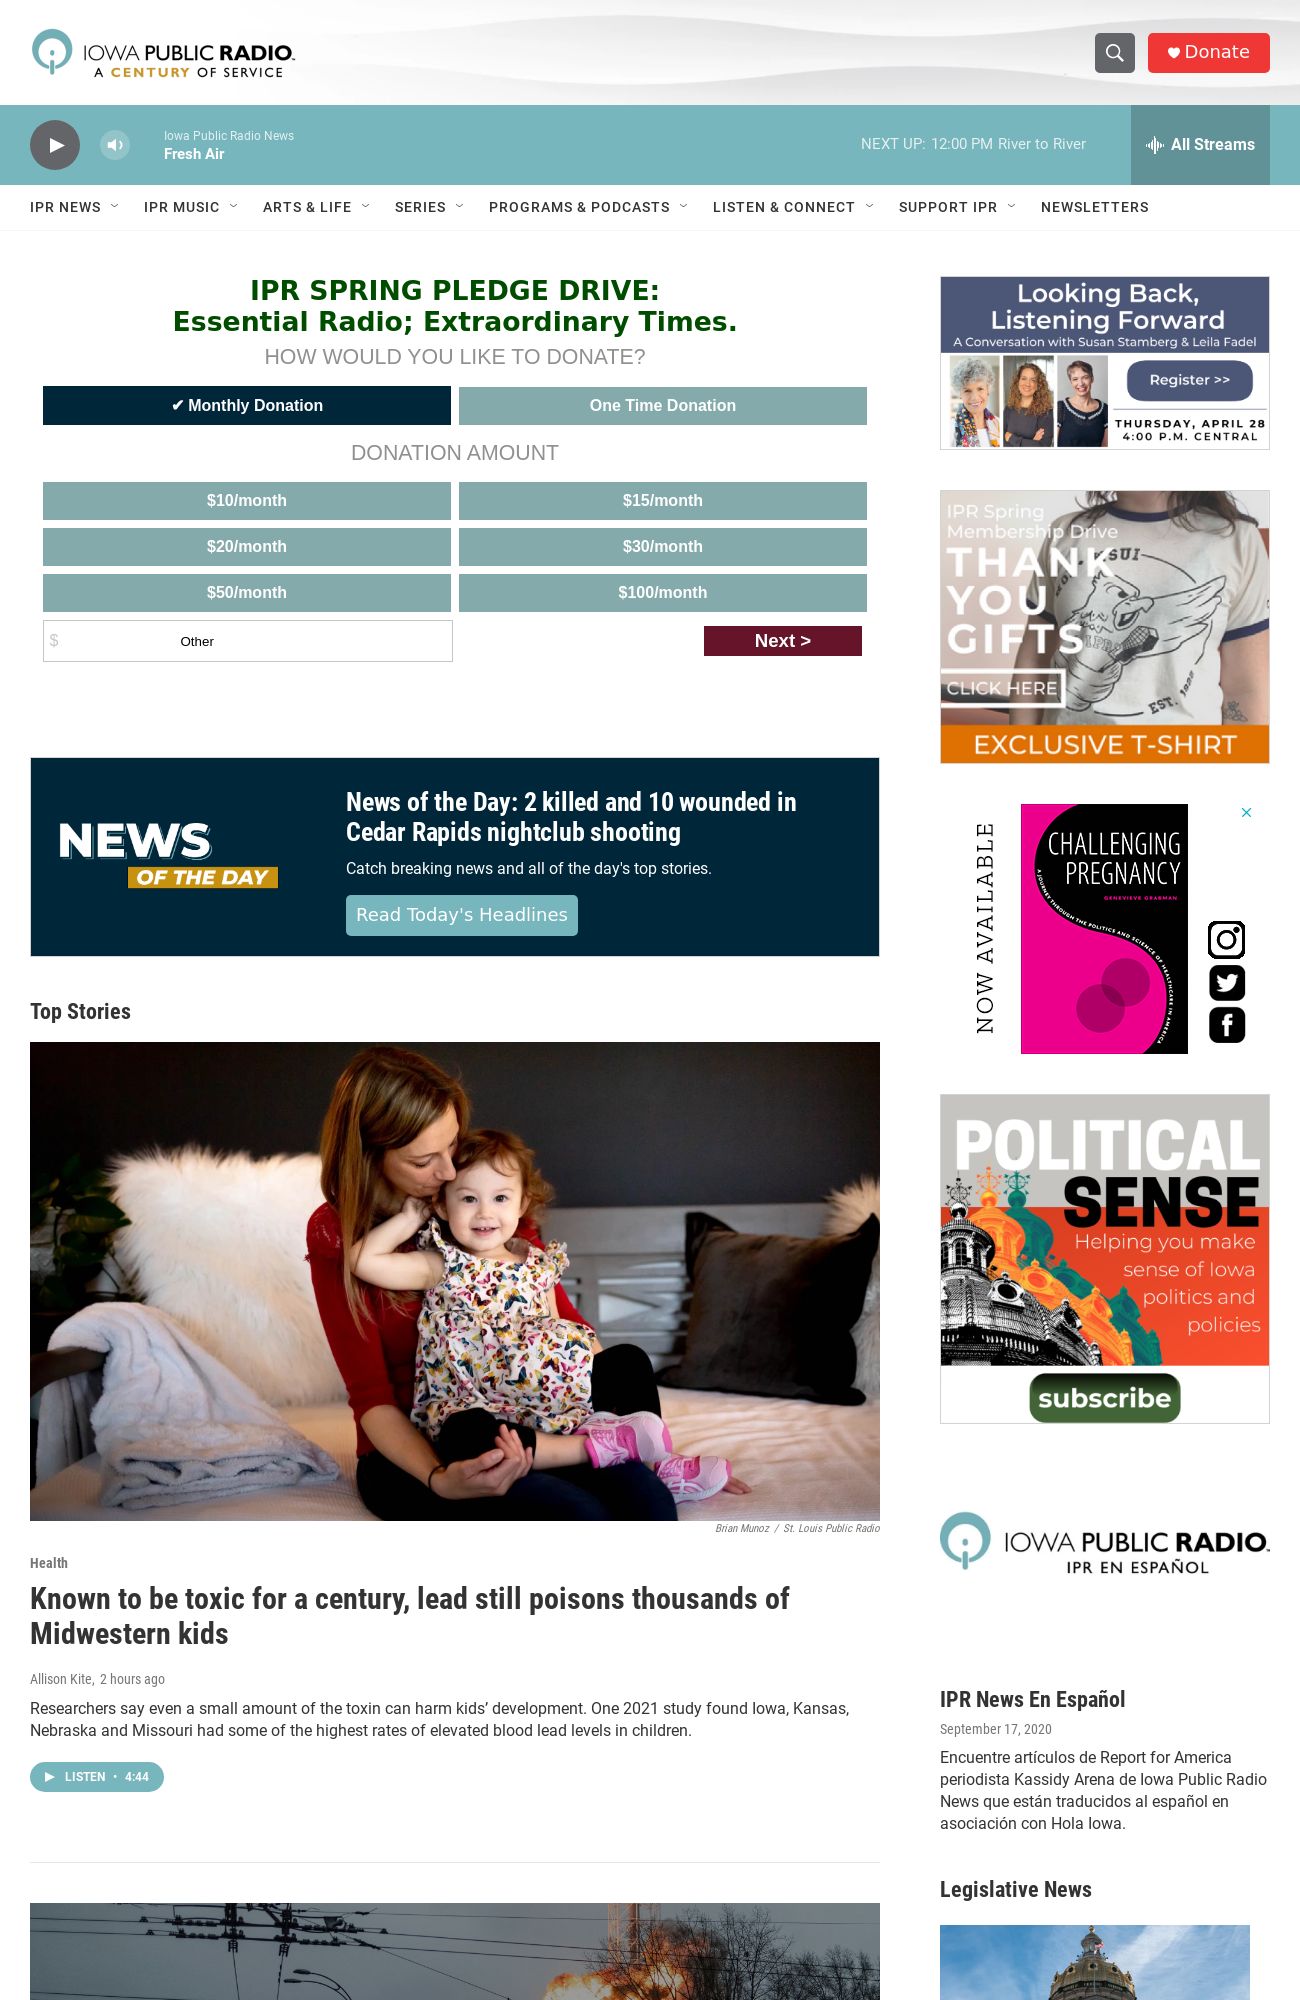 IOWA PUBLIC RADIO
A CENTURY OF SERVICE
Donate
Iowa Public Radio News
Fresh Air
NEXT UP: 12:00 PM River to River
All Streams
IPR NEWS
IPR MUSIC
ARTS & LIFE
SERIES
PROGRAMS & PODCASTS
LISTEN & CONNECT
SUPPORT IPR
NEWSLETTERS
IPR SPRING PLEDGE DRIVE:
Essential Radio; Extraordinary Times.
HOW WOULD YOU LIKE TO DONATE?
✔ Monthly Donation
One Time Donation
DONATION AMOUNT
$10/month
$15/month
$20/month
$30/month
$50/month
$100/month
$ Other
Next >
NEWS
OF THE DAY
News of the Day: 2 killed and 10 wounded in
Cedar Rapids nightclub shooting
Catch breaking news and all of the day's top stories.
Read Today's Headlines
Top Stories
Brian Munoz / St. Louis Public Radio
Health
Known to be toxic for a century, lead still poisons thousands of
Midwestern kids
Allison Kite, 2 hours ago
Researchers say even a small amount of the toxin can harm kids’ development. One 2021 study found Iowa, Kansas,
Nebraska and Missouri had some of the highest rates of elevated blood lead levels in children.
LISTEN • 4:44
Looking Back,
Listening Forward
A Conversation with Susan Stamberg & Leila Fadel
Register >>
THURSDAY, APRIL 28
4:00 P.M. CENTRAL
IPR Spring
Membership Drive
THANK
YOU
GIFTS
CLICK HERE
WSUI
IPR
EST. 1922
EXCLUSIVE T-SHIRT
NOW AVAILABLE
CHALLENGING
PREGNANCY
GENEVIEVE GRABMAN
A JOURNEY THROUGH THE POLITICS AND SCIENCE OF HEALTHCARE IN AMERICA
POLITICAL
SENSE
Helping you make
sense of Iowa
politics and
policies
subscribe
IOWA PUBLIC RADIO
IPR EN ESPAÑOL
IPR News En Español
September 17, 2020
Encuentre artículos de Report for America
periodista Kassidy Arena de Iowa Public Radio
News que están traducidos al español en
asociación con Hola Iowa.
Legislative News